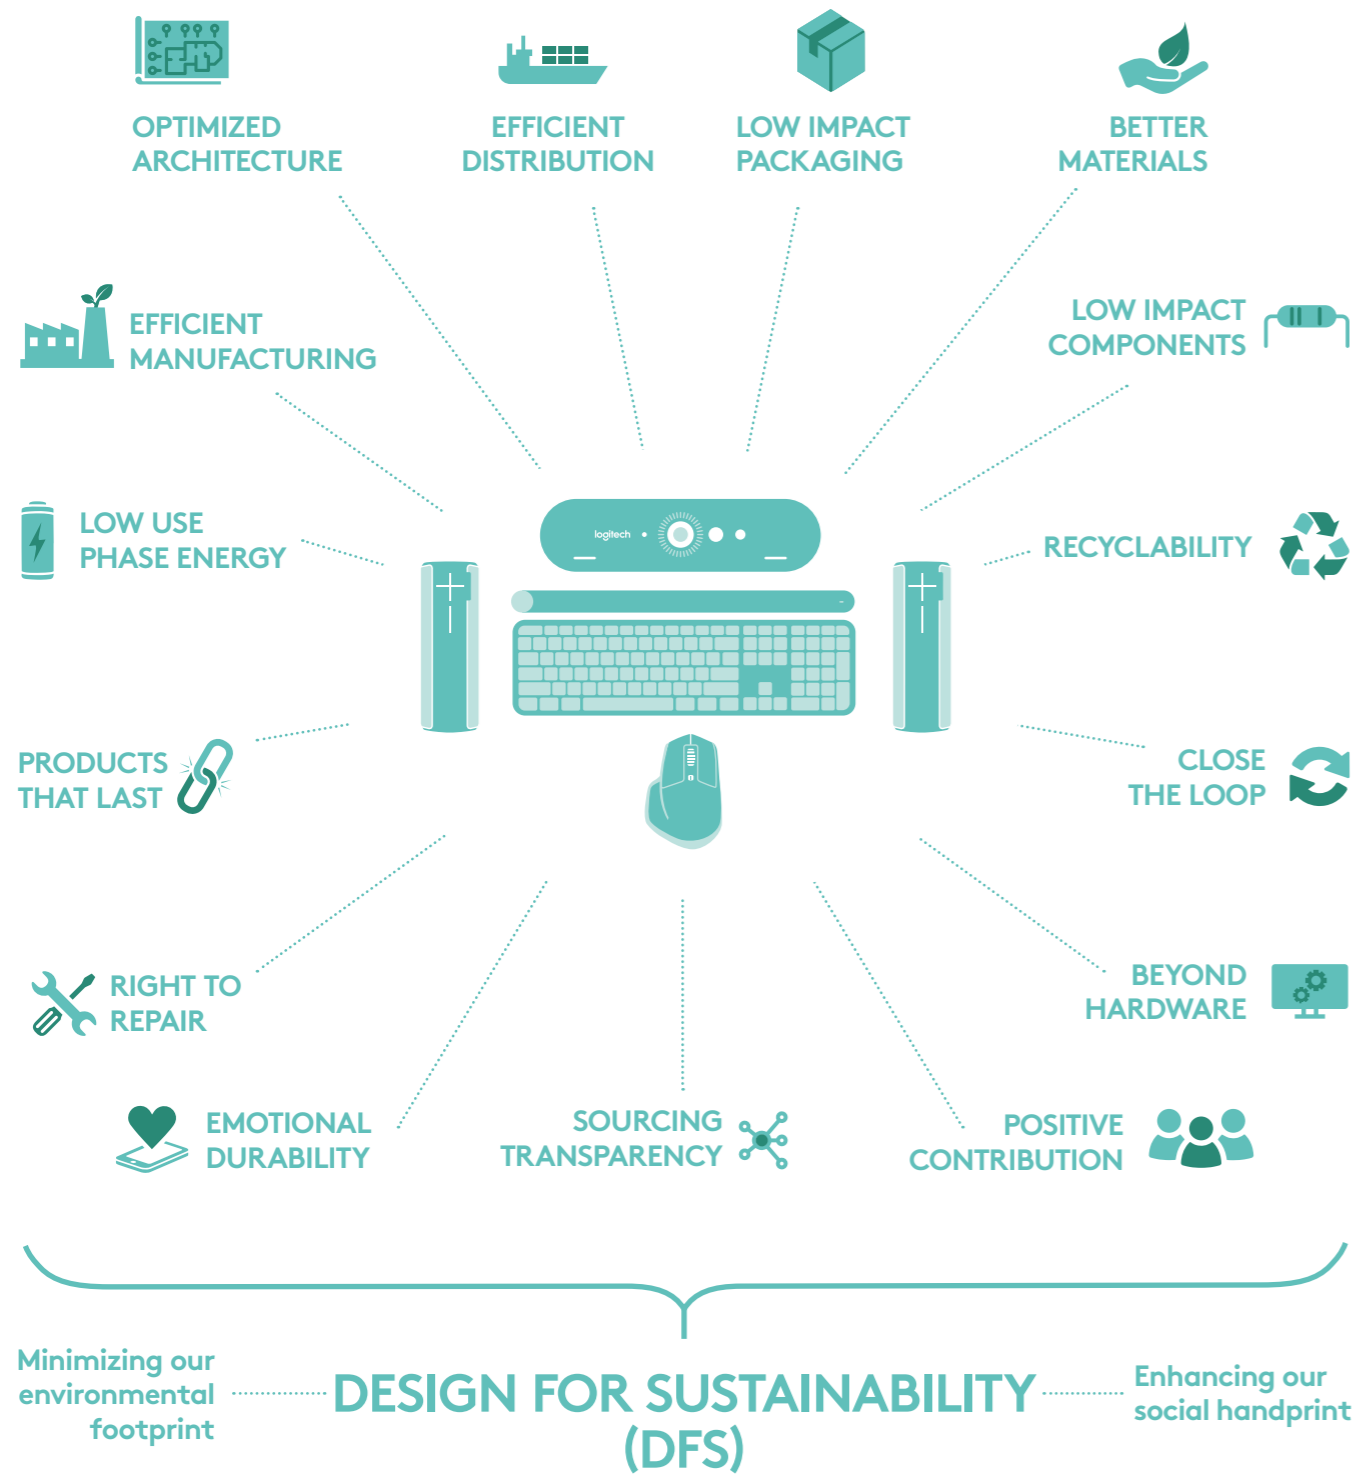 OPTIMIZED
ARCHITECTURE
EFFICIENT
DISTRIBUTION
LOW IMPACT
PACKAGING
BETTER
MATERIALS
EFFICIENT
MANUFACTURING
LOW IMPACT
COMPONENTS
LOW USE
PHASE ENERGY
logitech
RECYCLABILITY
PRODUCTS
THAT LAST
CLOSE
THE LOOP
RIGHT TO
REPAIR
BEYOND
HARDWARE
EMOTIONAL
DURABILITY
SOURCING
TRANSPARENCY
POSITIVE
CONTRIBUTION
Minimizing our
environmental
footprint
DESIGN FOR SUSTAINABILITY
(DFS)
Enhancing our
social handprint